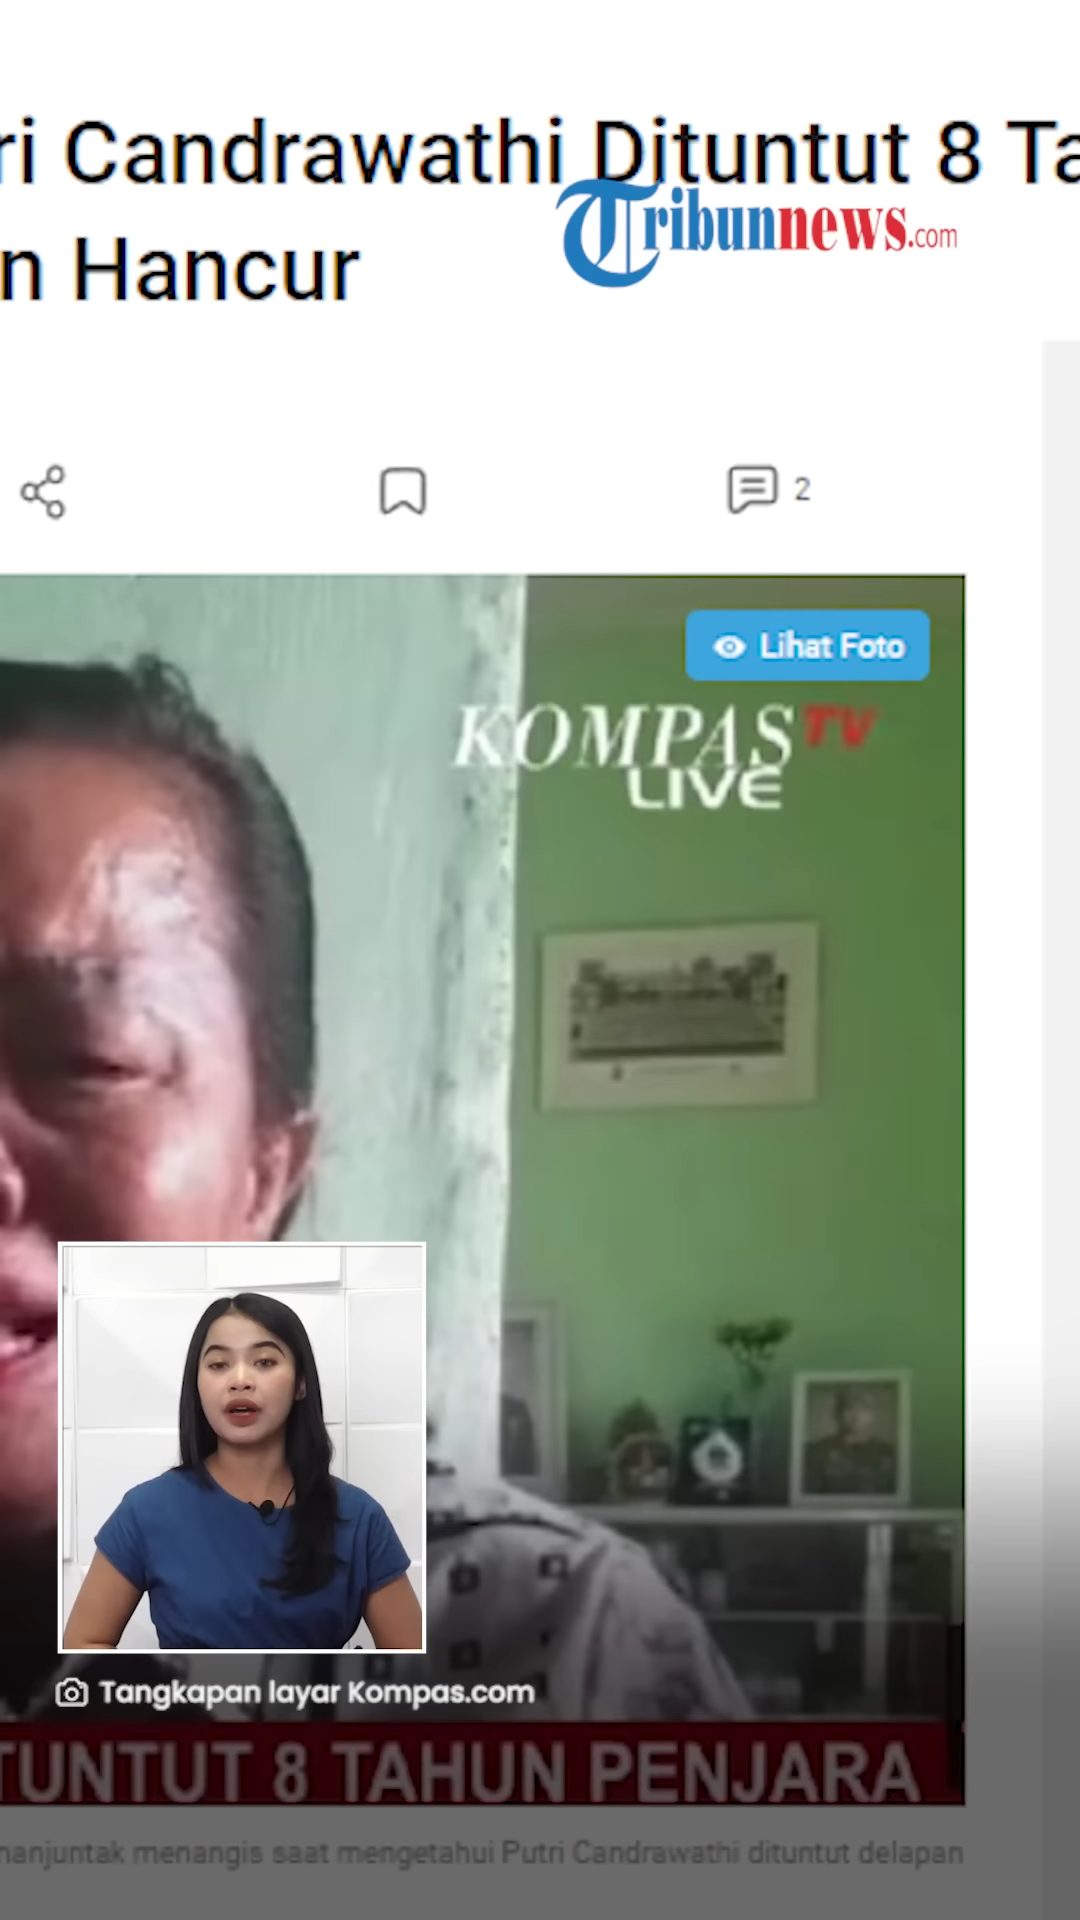 ri Candrawathi Dituntut 8 Ta
Tribunnews.com
n Hancur
2
Lihat Foto
KOMPAS TV
LIVE
Tangkapan layar Kompas.com
TUNTUT 8 TAHUN PENJARA
nanjuntak menangis saat mengetahui Putri Candrawathi dituntut delapan